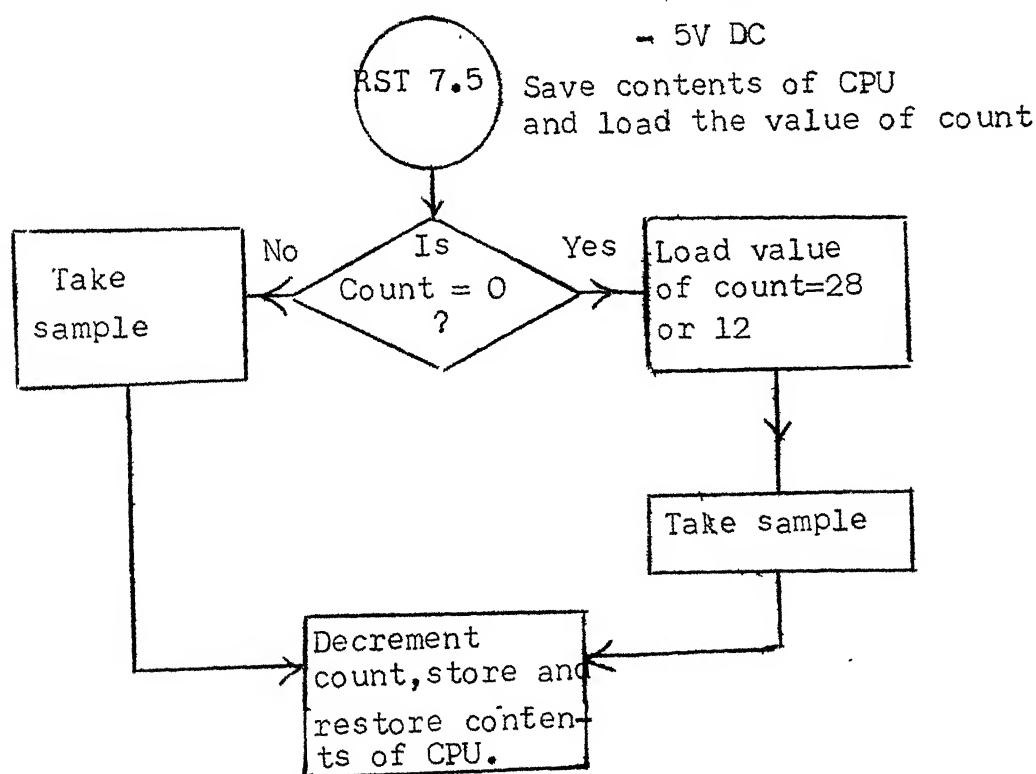 - 5V DC
RST 7.5
Save contents of CPU
and load the value of count
Is
Count = 0
?
No
Yes
Take
sample
Load value
of count=28
or 12
Take sample
Decrement
count, store and
restore conten-
ts of CPU.